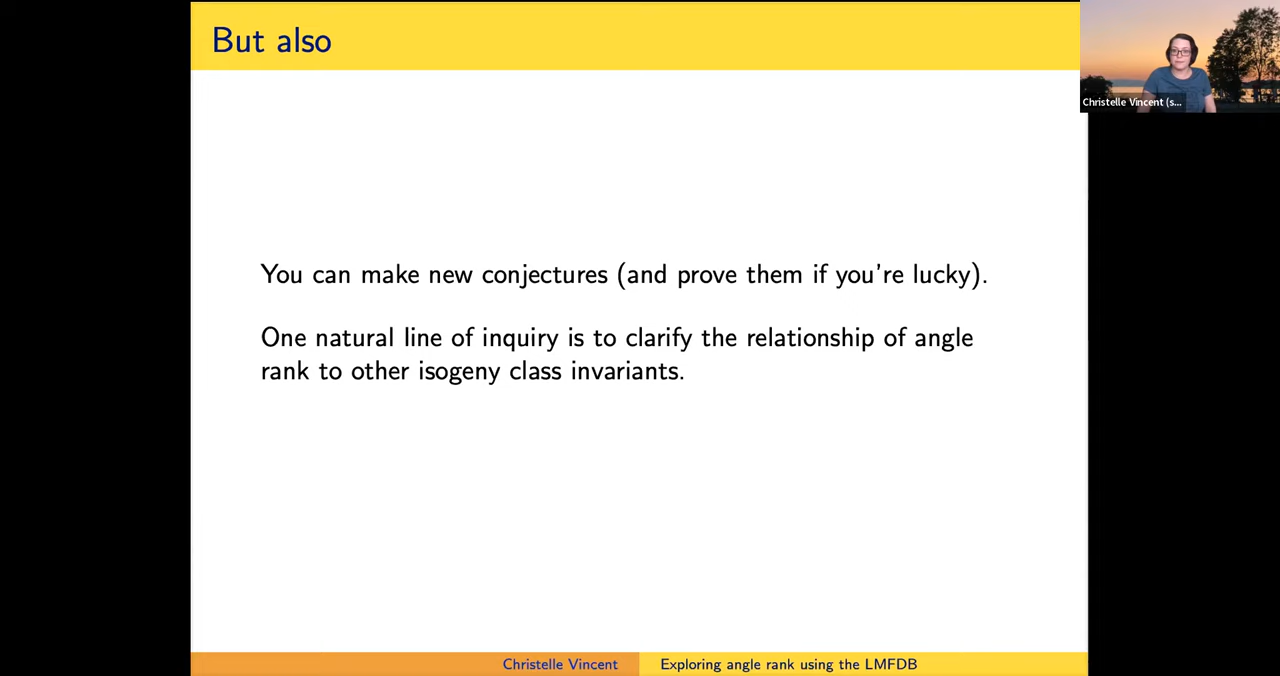 But also
Christelle Vincent (s...
You can make new conjectures (and prove them if you're lucky).
One natural line of inquiry is to clarify the relationship of angle
rank to other isogeny class invariants.
Christelle Vincent
Exploring angle rank using the LMFDB